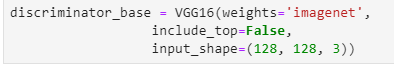 discriminator_base = VGG16(weights='imagenet',
include_top=False,
input_shape=(128, 128, 3))